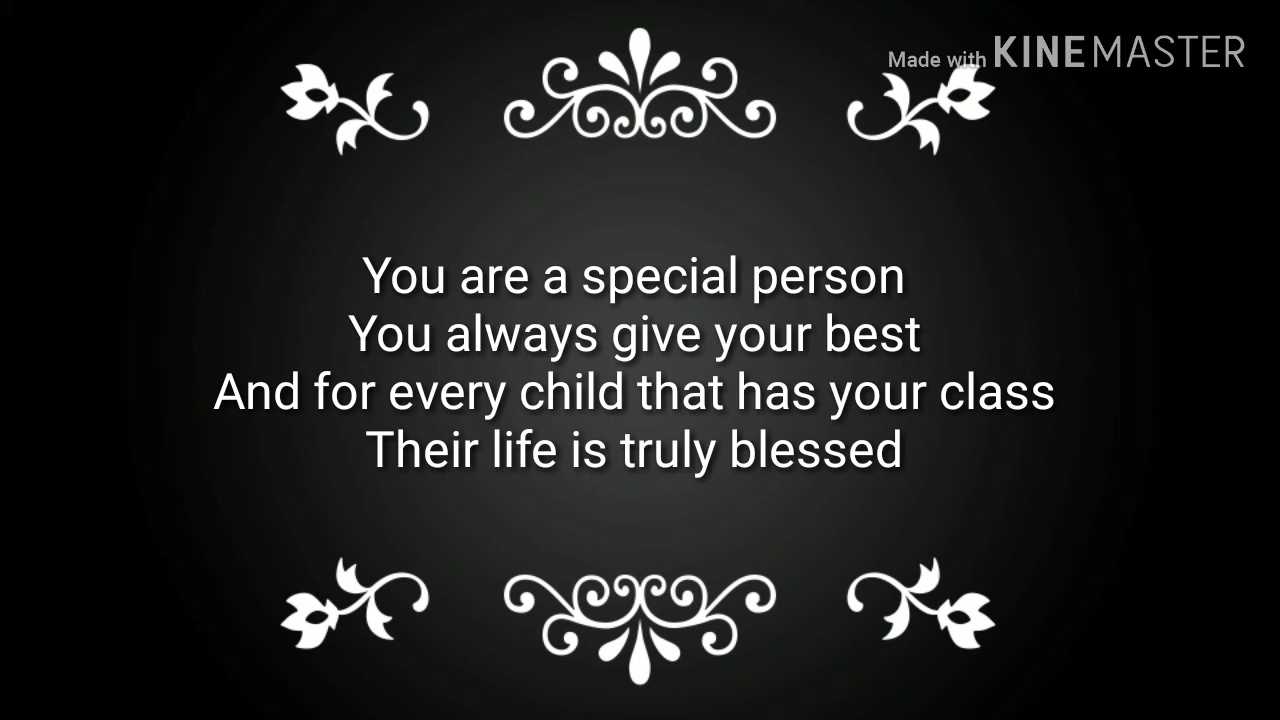 Made with KINEMASTER
You are a special person
You always give your best
And for every child that has your class
Their life is truly blessed